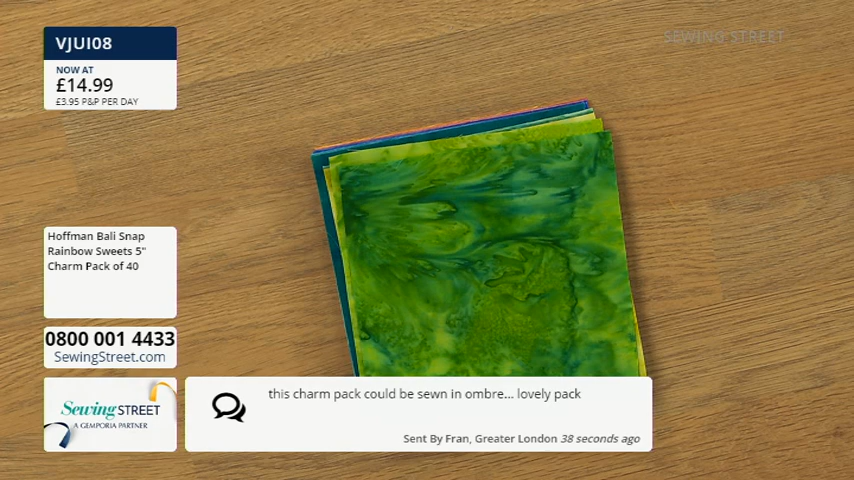 VJUI08
NOW AT
£14.99
£3.95 P&P PER DAY
SEWING STREET
Hoffman Bali Snap
Rainbow Sweets 5"
Charm Pack of 40
0800 001 4433
SewingStreet.com
Sewing STREET
A GEMPORIA PARTNER
this charm pack could be sewn in ombre... lovely pack
Sent By Fran, Greater London 38 seconds ago